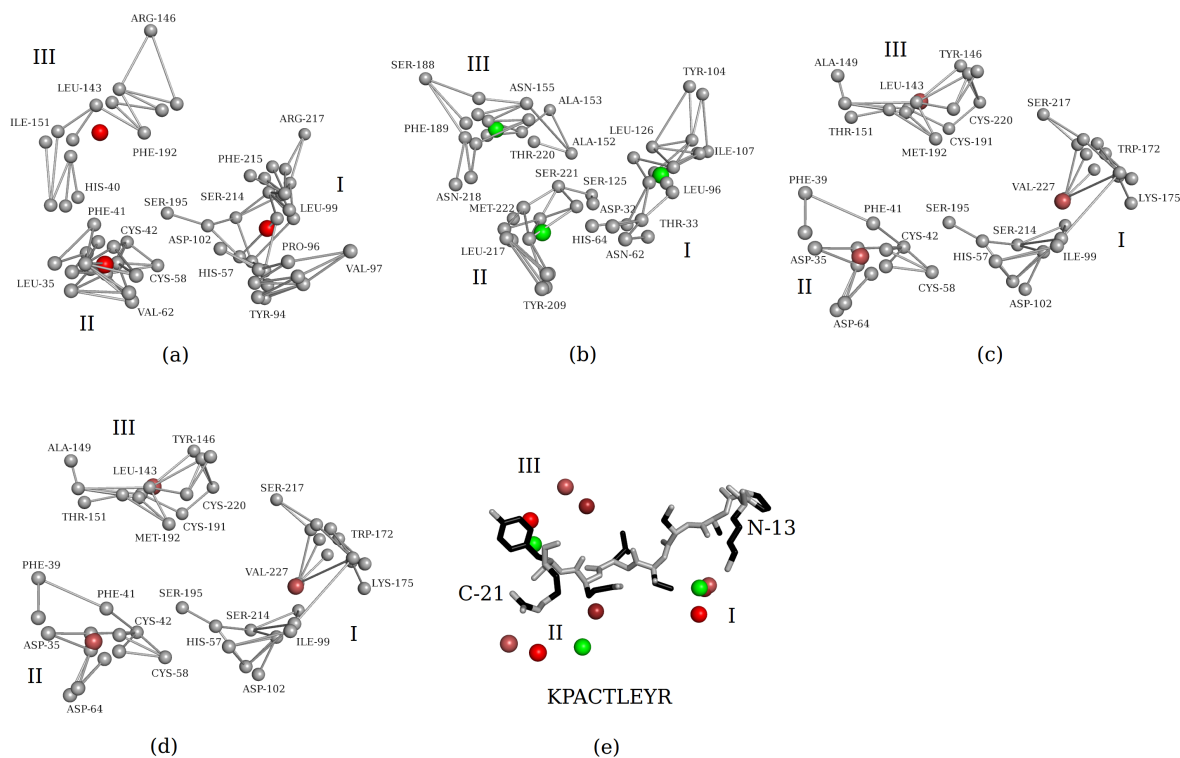 ARG-146
III
LEU-143
ILE-151
PHE-192
HIS-40
PHE-41
CYS-42
LEU-35
CYS-58
VAL-62
II
ARG-217
PHE-215
I
SER-214
SER-195
LEU-99
ASP-102
PRO-96
HIS-57
VAL-97
TYR-94
(a)
SER-188
III
ASN-155
ALA-153
PHE-189
ALA-152
THR-220
ASN-218
SER-221
MET-222
LEU-217
II
TYR-209
TYR-104
LEU-126
ILE-107
SER-125
LEU-96
ASP-32
THR-33
HIS-64
ASN-62
I
(b)
III
TYR-146
ALA-149
LEU-143
THR-151
CYS-220
CYS-191
MET-192
SER-217
TRP-172
VAL-227
LYS-175
PHE-39
PHE-41
SER-195
CYS-42
SER-214
I
ASP-35
HIS-57
ILE-99
II
CYS-58
ASP-102
ASP-64
(c)
III
TYR-146
ALA-149
LEU-143
THR-151
CYS-220
CYS-191
MET-192
SER-217
TRP-172
VAL-227
LYS-175
PHE-39
PHE-41
SER-195
CYS-42
SER-214
I
ASP-35
HIS-57
ILE-99
II
CYS-58
ASP-102
ASP-64
(d)
III
N-13
C-21
I
II
KPACTLEYR
(e)